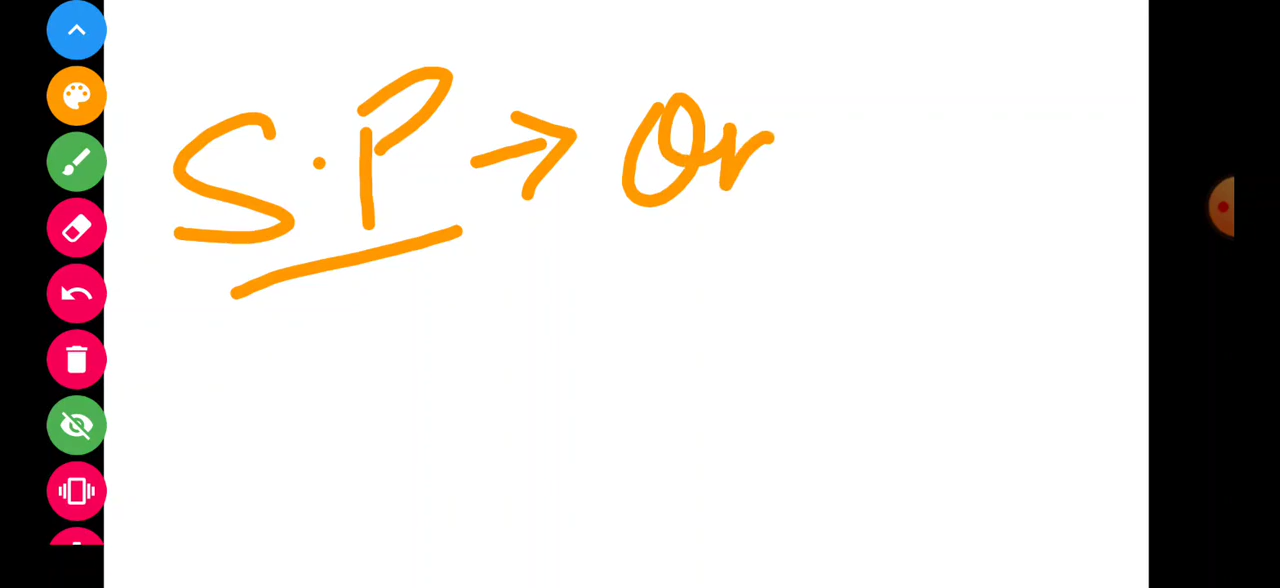 S.P → Or